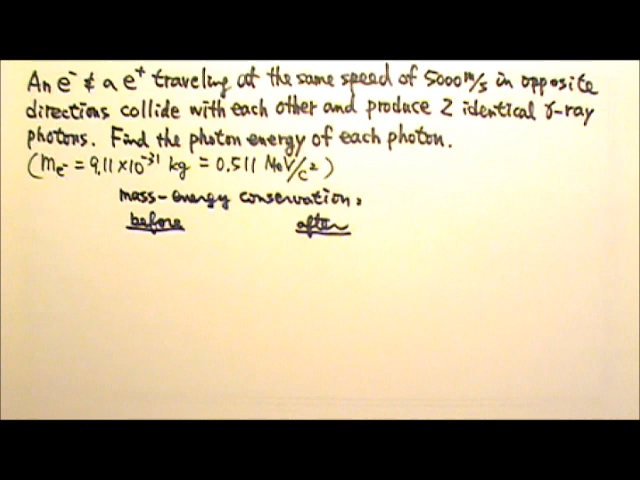 An e⁻ & a e⁺ traveling at the same speed of 5000 m/s in opposite
directions collide with each other and produce 2 identical γ-ray
photons. Find the photon energy of each photon.
(mₑ⁻ = 9.11×10⁻³¹ kg = 0.511 MeV/c²)
mass-energy conservation,
before after